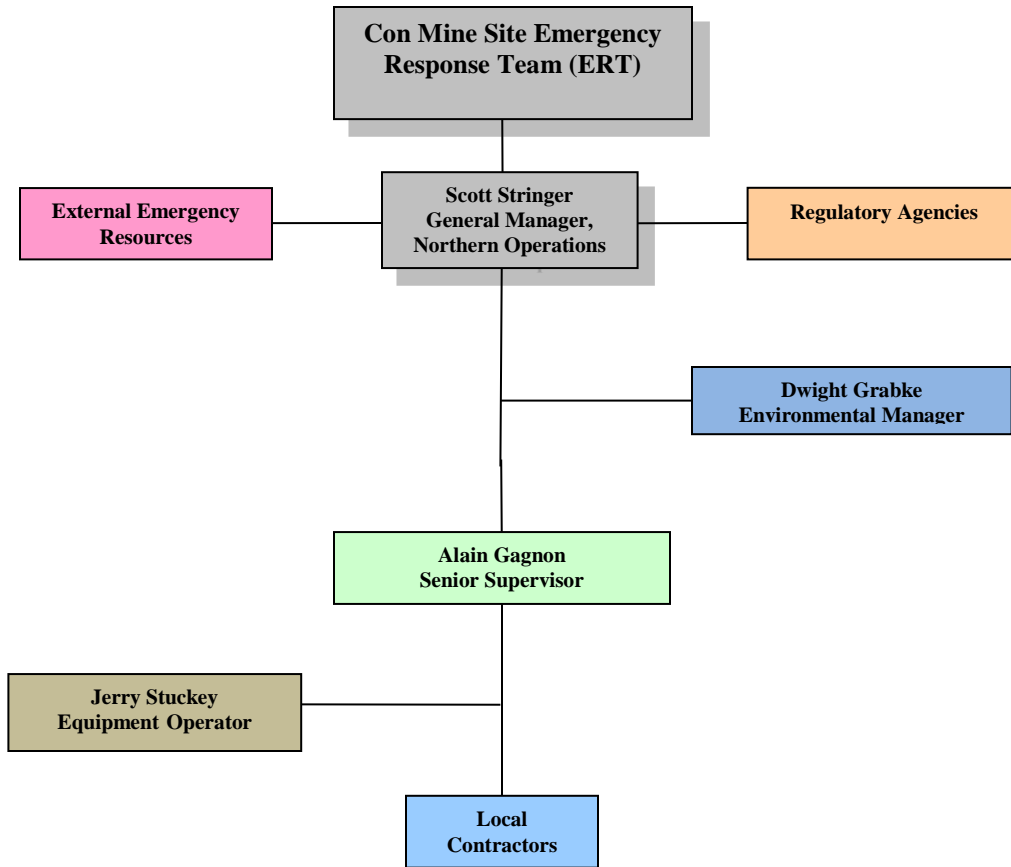 Con Mine Site Emergency
Response Team (ERT)
Scott Stringer
General Manager,
Northern Operations
External Emergency
Resources
Regulatory Agencies
Dwight Grabke
Environmental Manager
Alain Gagnon
Senior Supervisor
Jerry Stuckey
Equipment Operator
Local
Contractors